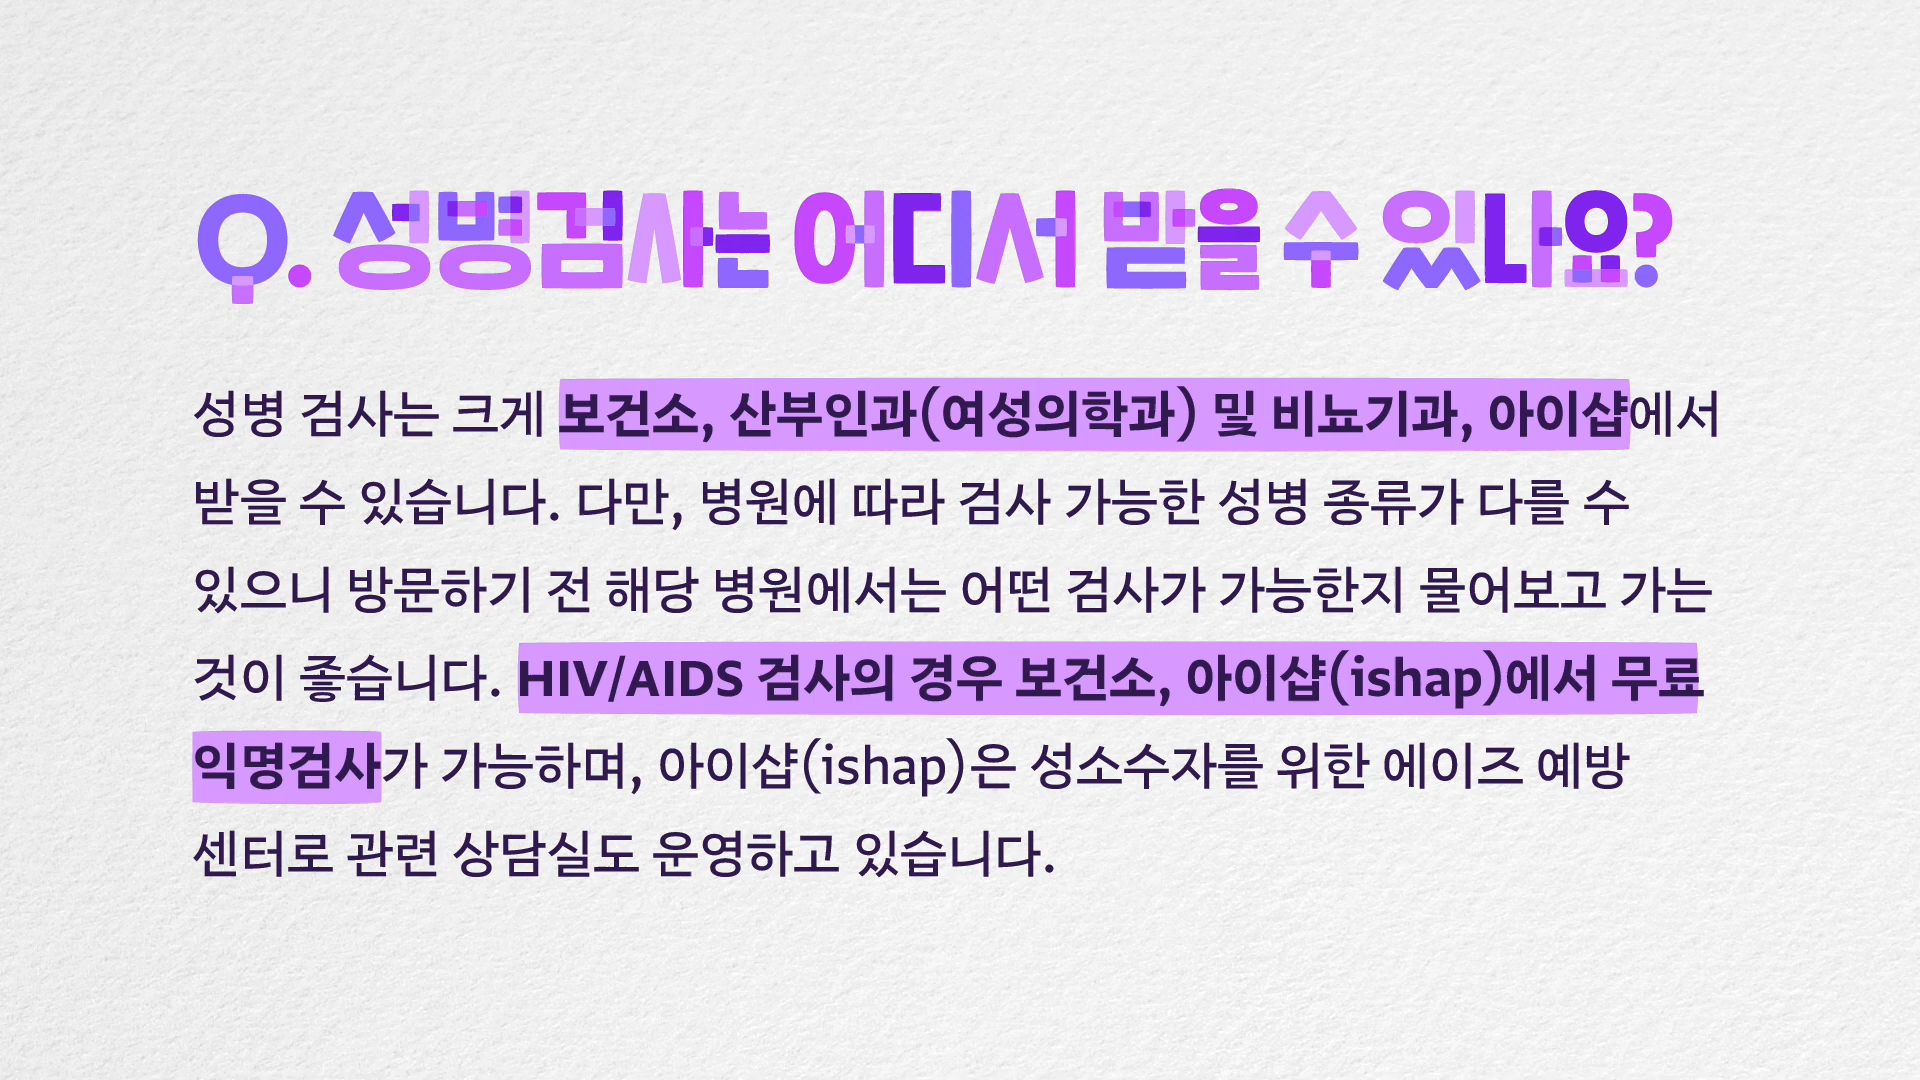 Q. 성병검사는 어디서 받을 수 있나요?
성병 검사는 크게 보건소, 산부인과(여성의학과) 및 비뇨기과, 아이샵에서
받을 수 있습니다. 다만, 병원에 따라 검사 가능한 성병 종류가 다를 수
있으니 방문하기 전 해당 병원에서는 어떤 검사가 가능한지 물어보고 가는
것이 좋습니다. HIV/AIDS 검사의 경우 보건소, 아이샵(ishap)에서 무료
익명검사가 가능하며, 아이샵(ishap)은 성소수자를 위한 에이즈 예방
센터로 관련 상담실도 운영하고 있습니다.